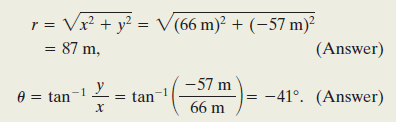 r = √x² + y² = √(66 m)² + (−57 m)²
= 87 m, (Answer)
θ = tan⁻¹ y/x = tan⁻¹(−57 m/66 m) = −41°. (Answer)